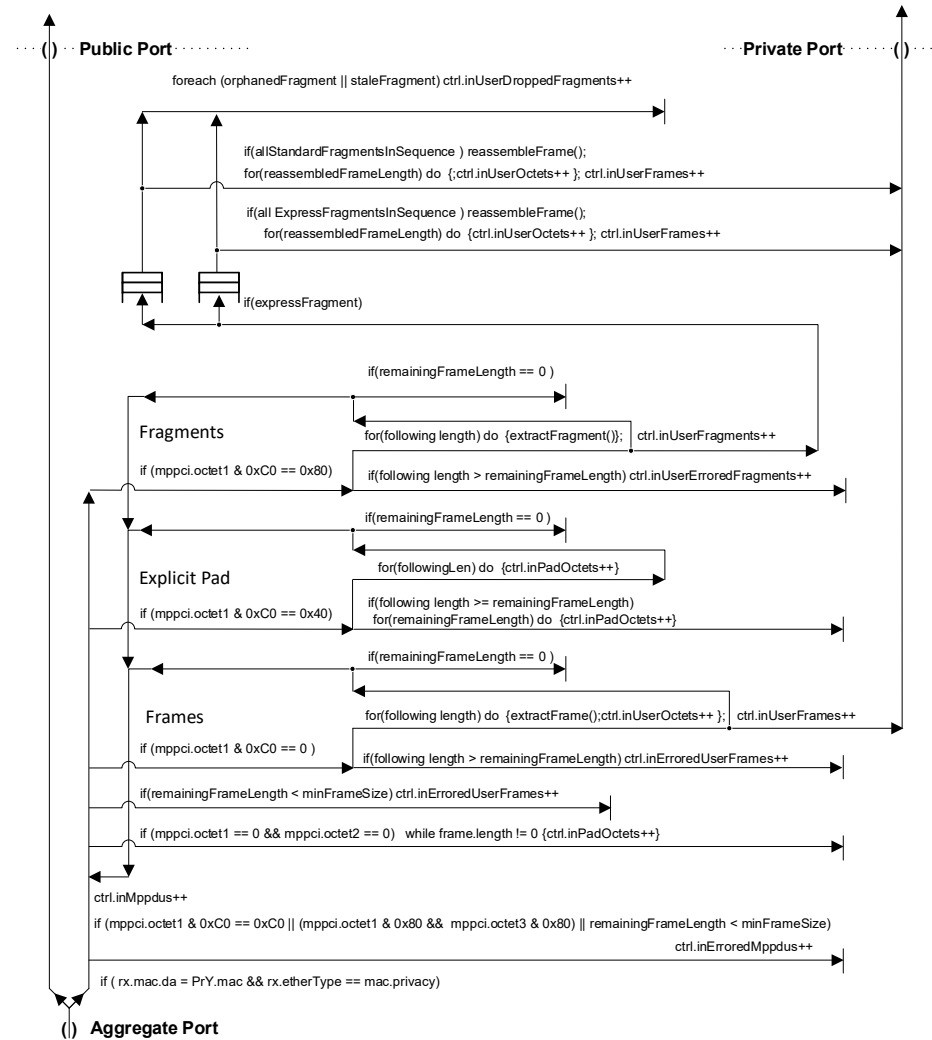 ( ) Public Port
Private Port ( )
foreach (orphanedFragment || staleFragment) ctrl.inUserDroppedFragments++
if(allStandardFragmentsInSequence ) reassembleFrame();
for(reassembledFrameLength) do {;ctrl.inUserOctets++ }; ctrl.inUserFrames++
if(all ExpressFragmentsInSequence ) reassembleFrame();
for(reassembledFrameLength) do {ctrl.inUserOctets++ }; ctrl.inUserFrames++
if(expressFragment)
if(remainingFrameLength == 0 )
Fragments
for(following length) do {extractFragment()}; ctrl.inUserFragments++
if (mppci.octet1 & 0xC0 == 0x80)
if(following length > remainingFrameLength) ctrl.inUserErroredFragments++
if(remainingFrameLength == 0 )
for(followingLen) do {ctrl.inPadOctets++}
Explicit Pad
if(following length >= remainingFrameLength)
if (mppci.octet1 & 0xC0 == 0x40)
for(remainingFrameLength) do {ctrl.inPadOctets++}
if(remainingFrameLength == 0 )
Frames
for(following length) do {extractFrame();ctrl.inUserOctets++ }; ctrl.inUserFrames++
if (mppci.octet1 & 0xC0 == 0 )
if(following length > remainingFrameLength) ctrl.inErroredUserFrames++
if(remainingFrameLength < minFrameSize) ctrl.inErroredUserFrames++
if (mppci.octet1 == 0 && mppci.octet2 == 0) while frame.length != 0 {ctrl.inPadOctets++}
ctrl.inMppdus++
if (mppci.octet1 & 0xC0 == 0xC0 || (mppci.octet1 & 0x80 && mppci.octet3 & 0x80) || remainingFrameLength < minFrameSize)
ctrl.inErroredMppdus++
if ( rx.mac.da = PrY.mac && rx.etherType == mac.privacy)
( ) Aggregate Port